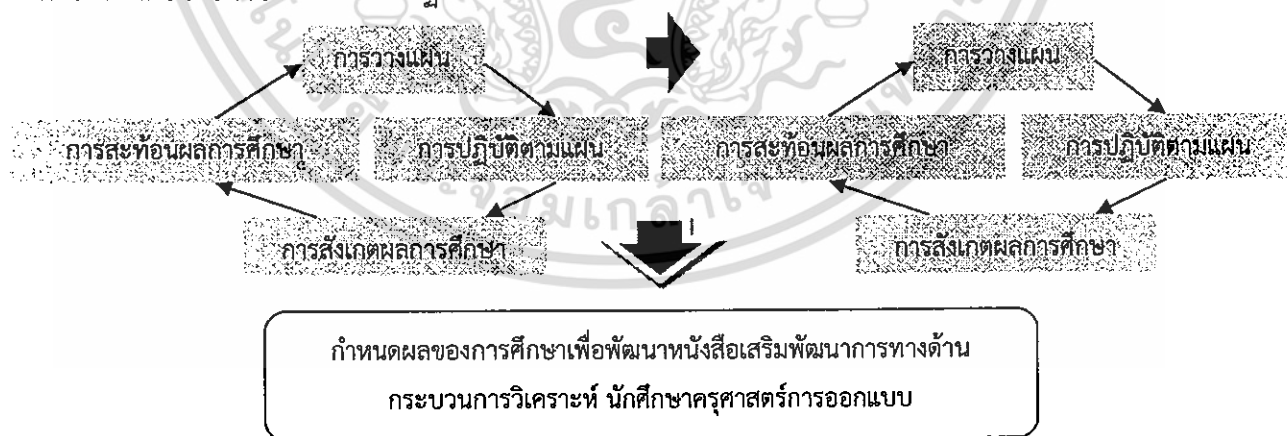 การวางแผน
การวางแผน
การสะท้อนผลการศึกษา
การปฏิบัติตามแผน
การสะท้อนผลการศึกษา
การปฏิบัติตามแผน
การสังเกตผลการศึกษา
การสังเกตผลการศึกษา
กำหนดผลของการศึกษาเพื่อพัฒนาหนังสือเสริมพัฒนาการทางด้าน
กระบวนการวิเคราะห์ นักศึกษาครุศาสตร์การออกแบบ